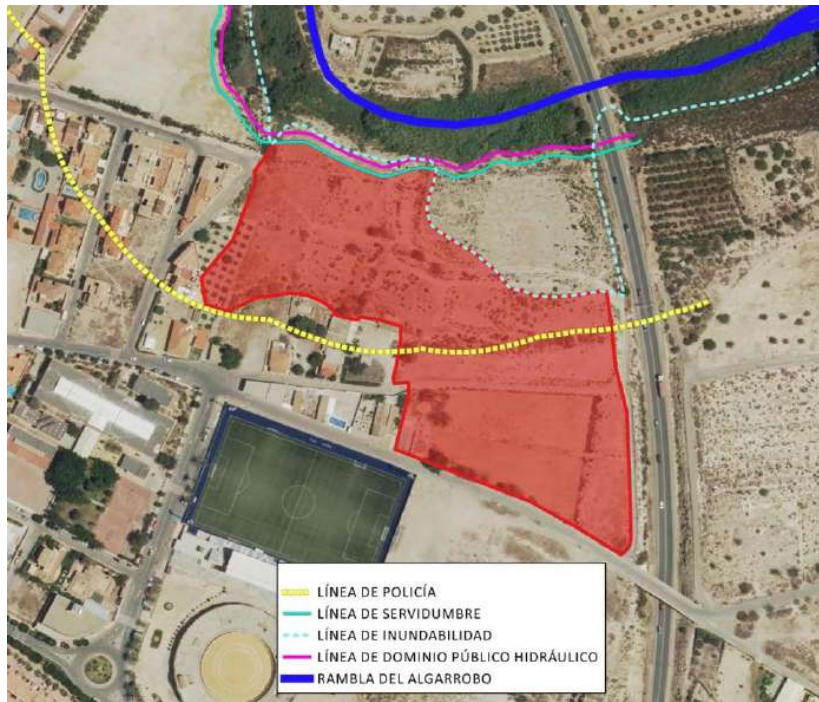 LÍNEA DE POLICÍA
LÍNEA DE SERVIDUMBRE
LÍNEA DE INUNDABILIDAD
LÍNEA DE DOMINIO PÚBLICO HIDRÁULICO
RAMBLA DEL ALGARROBO